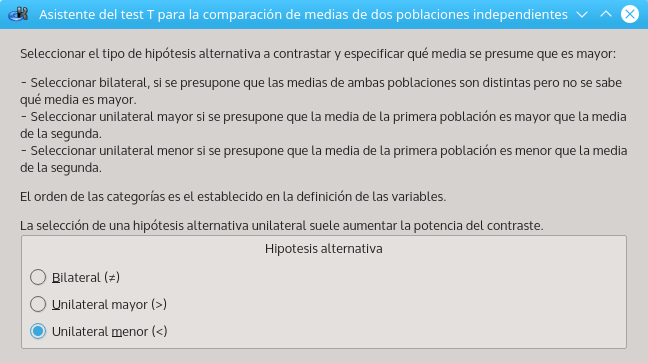 Asistente del test T para la comparación de medias de dos poblaciones independientes
Seleccionar el tipo de hipótesis alternativa a contrastar y especificar qué media se presume que es mayor:
- Seleccionar bilateral, si se presupone que las medias de ambas poblaciones son distintas pero no se sabe
qué media es mayor.
- Seleccionar unilateral mayor si se presupone que la media de la primera población es mayor que la media
de la segunda.
- Seleccionar unilateral menor si se presupone que la media de la primera población es menor que la media
de la segunda.
El orden de las categorías es el establecido en la definición de las variables.
La selección de una hipótesis alternativa unilateral suele aumentar la potencia del contraste.
Hipotesis alternativa
Bilateral (≠)
Unilateral mayor (>)
Unilateral menor (<)